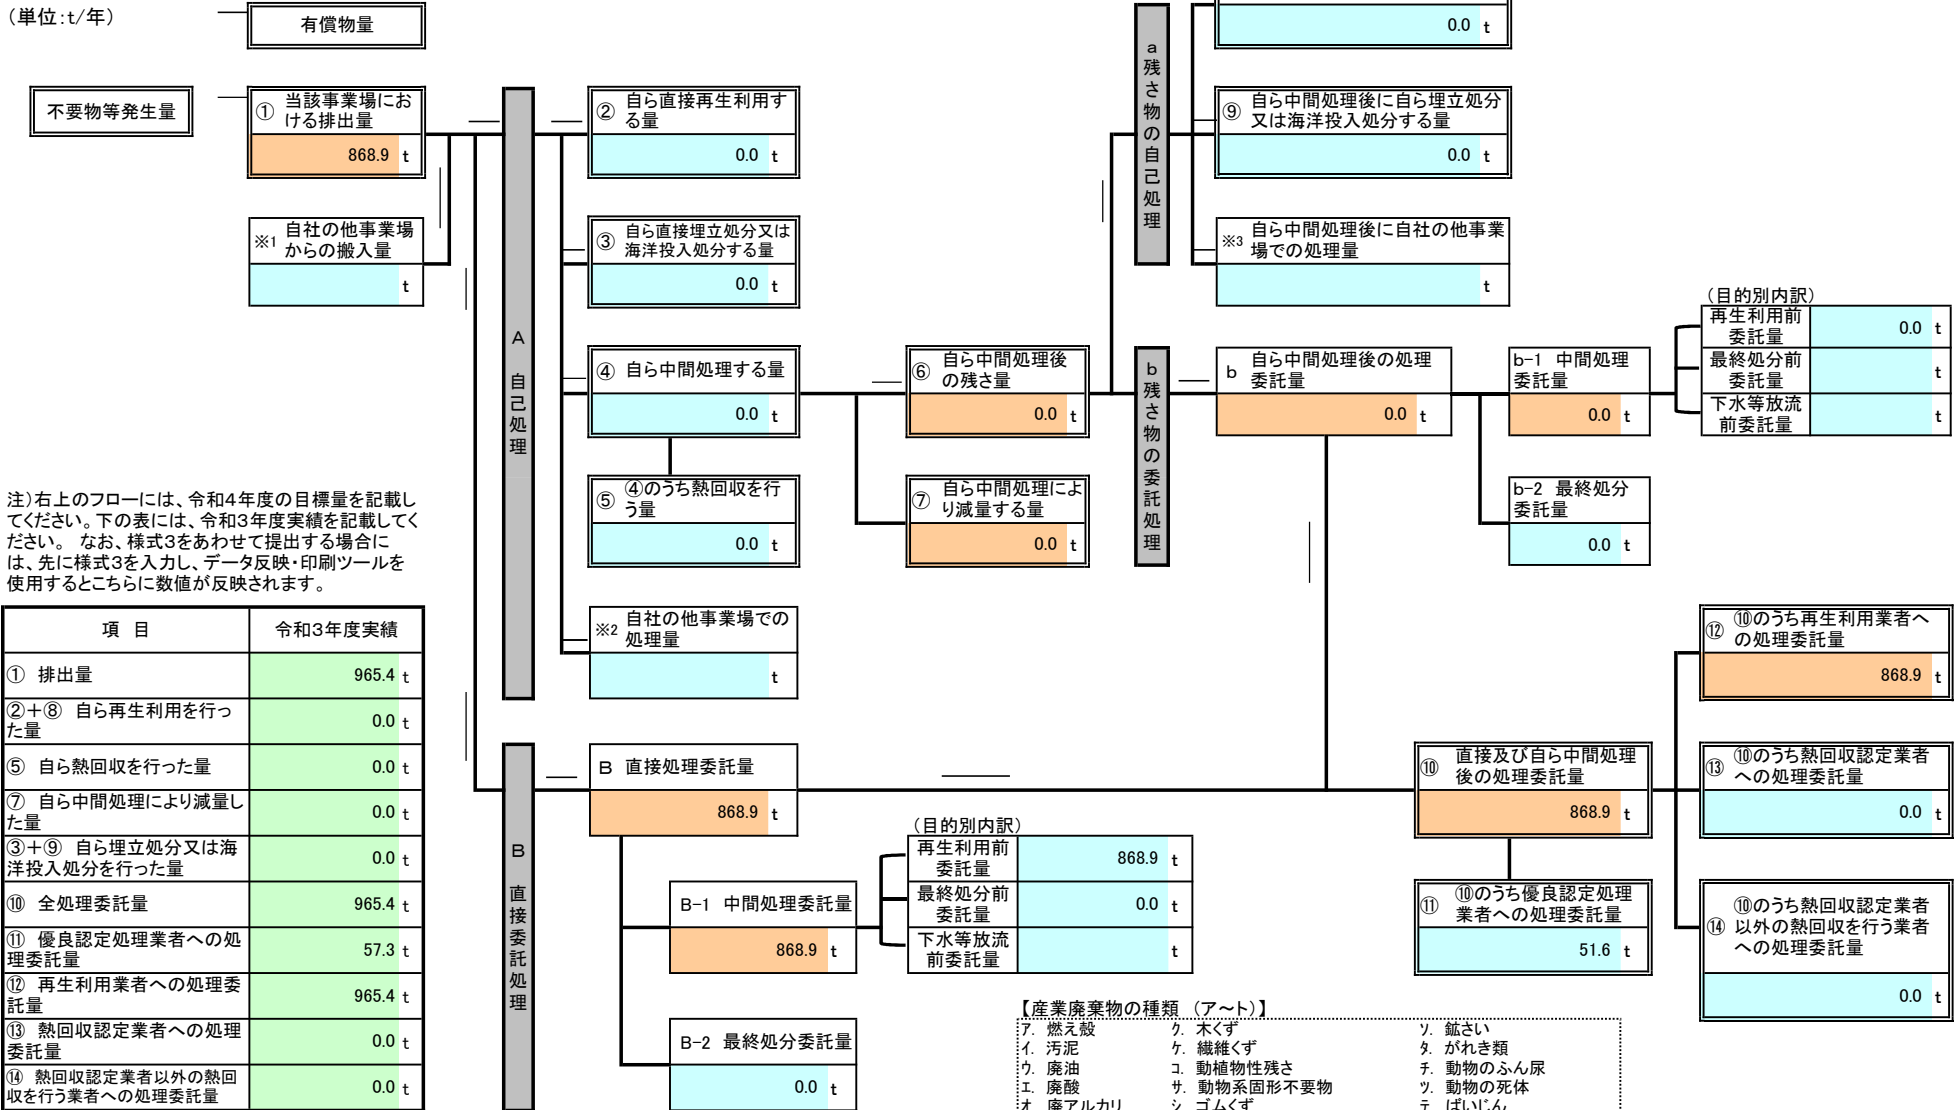 (単位:t/年)
有償物量
0.0 t
不要物等発生量
① 当該事業場にお
ける排出量
868.9 t
※1 自社の他事業場
からの搬入量
t
A 自己処理
② 自ら直接再生利用す
る量
0.0 t
③ 自ら直接埋立処分又は
海洋投入処分する量
0.0 t
④ 自ら中間処理する量
0.0 t
⑤ ④のうち熱回収を行
う量
0.0 t
※2 自社の他事業場での
処理量
t
⑥ 自ら中間処理後
の残さ量
0.0 t
⑦ 自ら中間処理によ
り減量する量
0.0 t
a残さ物の自己処理
⑨ 自ら中間処理後に自ら埋立処分
又は海洋投入処分する量
0.0 t
※3 自ら中間処理後に自社の他事業
場での処理量
t
b残さ物の委託処理
b 自ら中間処理後の処理
委託量
0.0 t
b-1 中間処理
委託量
0.0 t
(目的別内訳)
再生利用前
委託量
0.0 t
最終処分前
委託量
t
下水等放流
前委託量
t
b-2 最終処分
委託量
0.0 t
注)右上のフローには、令和4年度の目標量を記載し
てください。下の表には、令和3年度実績を記載してく
ださい。 なお、様式3をあわせて提出する場合に
は、先に様式3を入力し、データ反映・印刷ツールを
使用するとこちらに数値が反映されます。
項 目 令和3年度実績
① 排出量 965.4 t
②+⑧ 自ら再生利用を行っ
た量
0.0 t
⑤ 自ら熱回収を行った量 0.0 t
⑦ 自ら中間処理により減量し
た量
0.0 t
③+⑨ 自ら埋立処分又は海
洋投入処分を行った量
0.0 t
⑩ 全処理委託量 965.4 t
⑪ 優良認定処理業者への処
理委託量
57.3 t
⑫ 再生利用業者への処理委
託量
965.4 t
⑬ 熱回収認定業者への処理
委託量
0.0 t
⑭ 熱回収認定業者以外の熱回
収を行う業者への処理委託量
0.0 t
B 直接委託処理
B 直接処理委託量
868.9 t
B-1 中間処理委託量
868.9 t
(目的別内訳)
再生利用前
委託量
868.9 t
最終処分前
委託量
0.0 t
下水等放流
前委託量
t
B-2 最終処分委託量
0.0 t
⑩ 直接及び自ら中間処理
後の処理委託量
868.9 t
⑪ ⑩のうち優良認定処理
業者への処理委託量
51.6 t
⑫ ⑩のうち再生利用業者へ
の処理委託量
868.9 t
⑬ ⑩のうち熱回収認定業者
への処理委託量
0.0 t
⑭ ⑩のうち熱回収認定業者
以外の熱回収を行う業者
への処理委託量
0.0 t
【産業廃棄物の種類 (ア~ト)】
ア. 燃え殻 ク. 木くず ソ. 鉱さい
イ. 汚泥 ケ. 繊維くず タ. がれき類
ウ. 廃油 コ. 動植物性残さ チ. 動物のふん尿
エ. 廃酸 サ. 動物系固形不要物 ツ. 動物の死体
オ. 廃アルカリ シ. ゴムくず テ. ばいじん